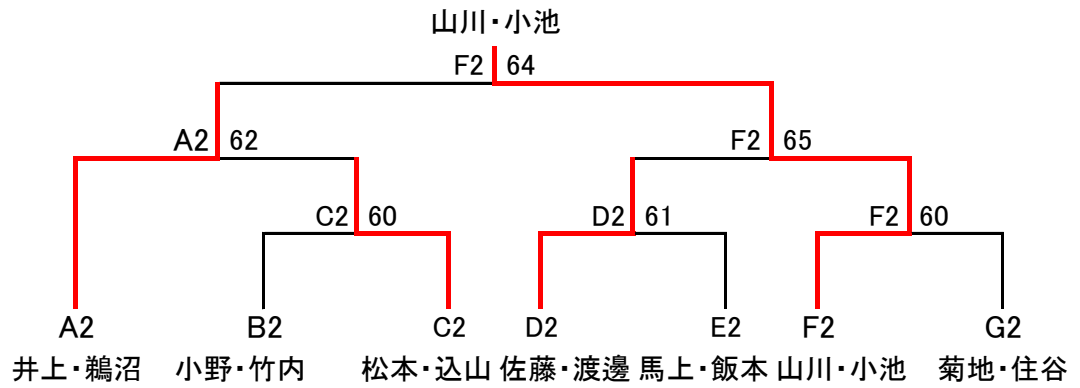 山川・小池
F2 64
A2 62
F2 65
C2 60
D2 61
F2 60
A2 B2 C2 D2 E2 F2 G2
井上・鵜沼 小野・竹内 松本・込山 佐藤・渡邊 馬上・飯本 山川・小池 菊地・住谷